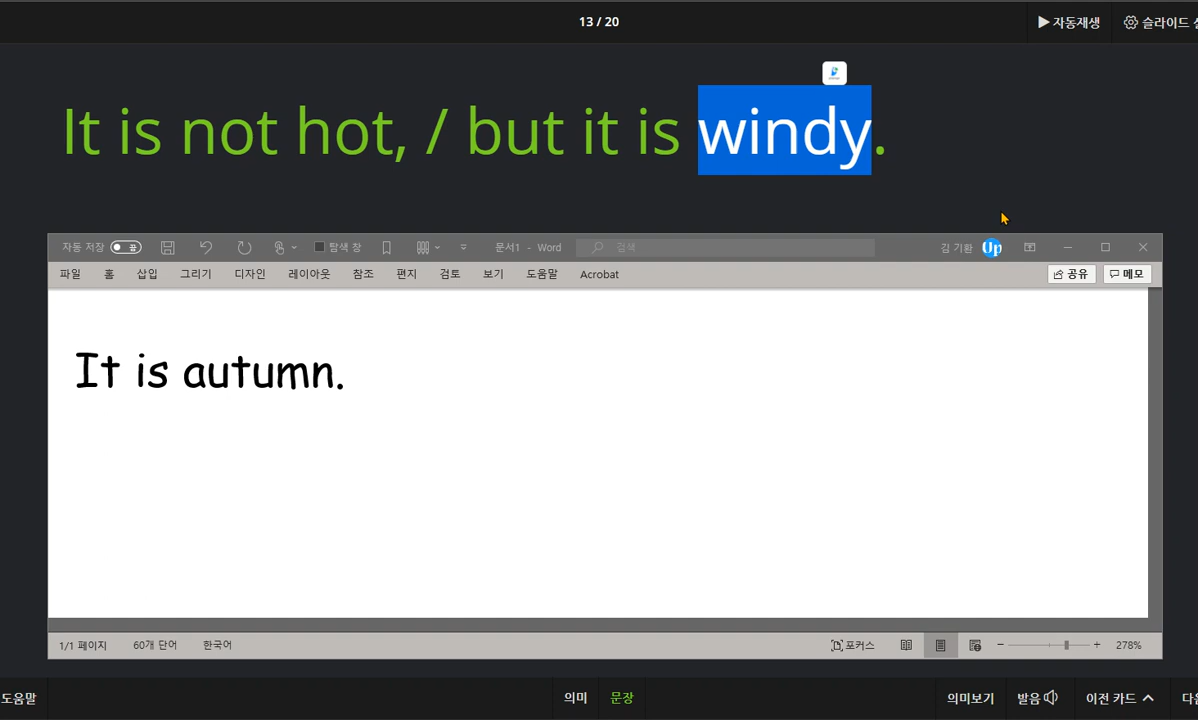 13 / 20
▶ 자동재생
슬라이드
It is not hot, / but it is windy.
자동 저장
탐색 창
문서1 - Word
검색
김 기환
Up
파일 홈 삽입 그리기 디자인 레이아웃 참조 편지 검토 보기 도움말 Acrobat
공유
메모
It is autumn.
1/1 페이지 60개 단어 한국어
포커스
- + 278%
도움말
의미 문장
의미보기 발음 이전 카드